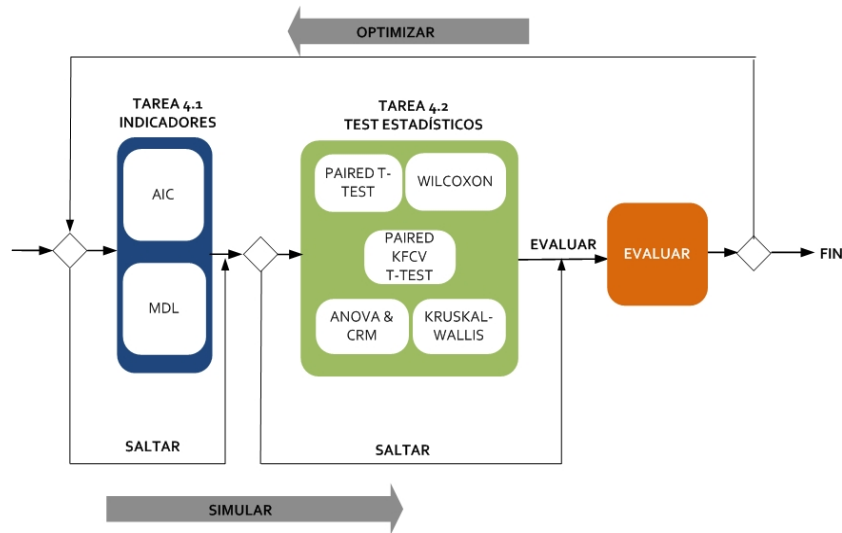 OPTIMIZAR
TAREA 4.1
INDICADORES
TAREA 4.2
TEST ESTADÍSTICOS
AIC
MDL
PAIRED T-
TEST
WILCOXON
PAIRED
KFCV
T-TEST
ANOVA &
CRM
KRUSKAL-
WALLIS
EVALUAR
EVALUAR
FIN
SALTAR
SALTAR
SIMULAR